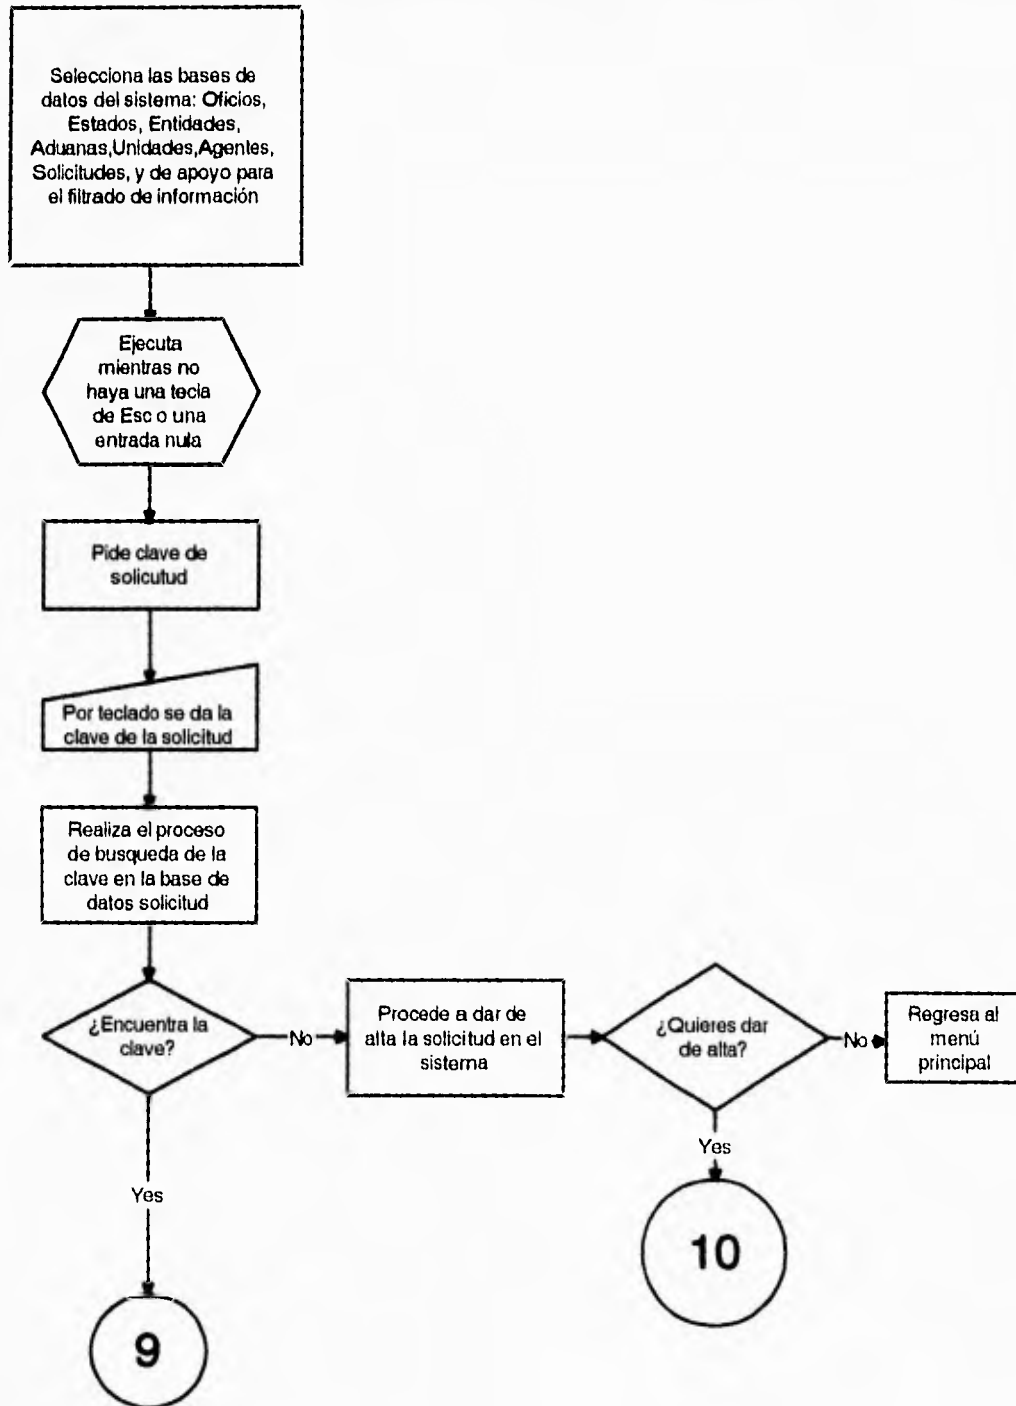 Selecciona las bases de
datos del sistema: Oficios,
Estados, Entidades,
Aduanas,Unidades,Agentes,
Solicitudes, y de apoyo para
el filtrado de información
Ejecuta
mientras no
haya una tecla
de Esc o una
entrada nula
Pide clave de
solicutud
Por teclado se da la
clave de la solicitud
Realiza el proceso
de busqueda de la
clave en la base de
datos solicitud
¿Encuentra la
clave?
No
Procede a dar de
alta la solicitud en el
sistema
¿Quieres dar
de alta?
No
Regresa al
menú
principal
Yes
Yes
10
9